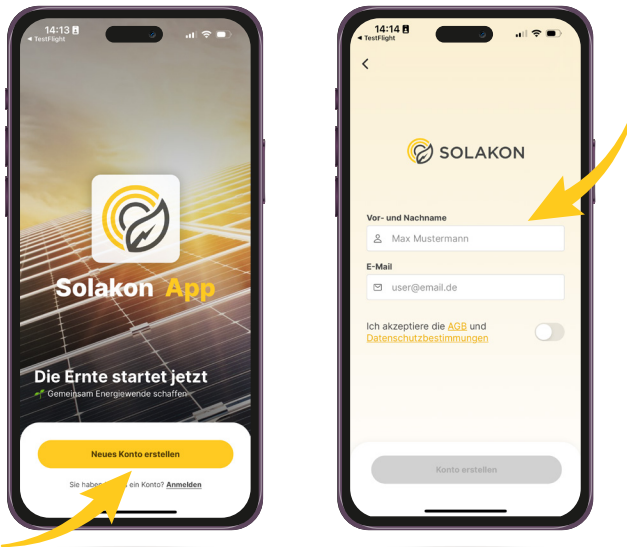 14:13
◀ TestFlight
Solakon App
Die Ernte startet jetzt
Gemeinsam Energiewende schaffen
Neues Konto erstellen
Sie haben ein Konto? Anmelden
14:14
◀ TestFlight
SOLAKON
Vor- und Nachname
Max Mustermann
E-Mail
user@email.de
Ich akzeptiere die AGB und
Datenschutzbestimmungen
Konto erstellen